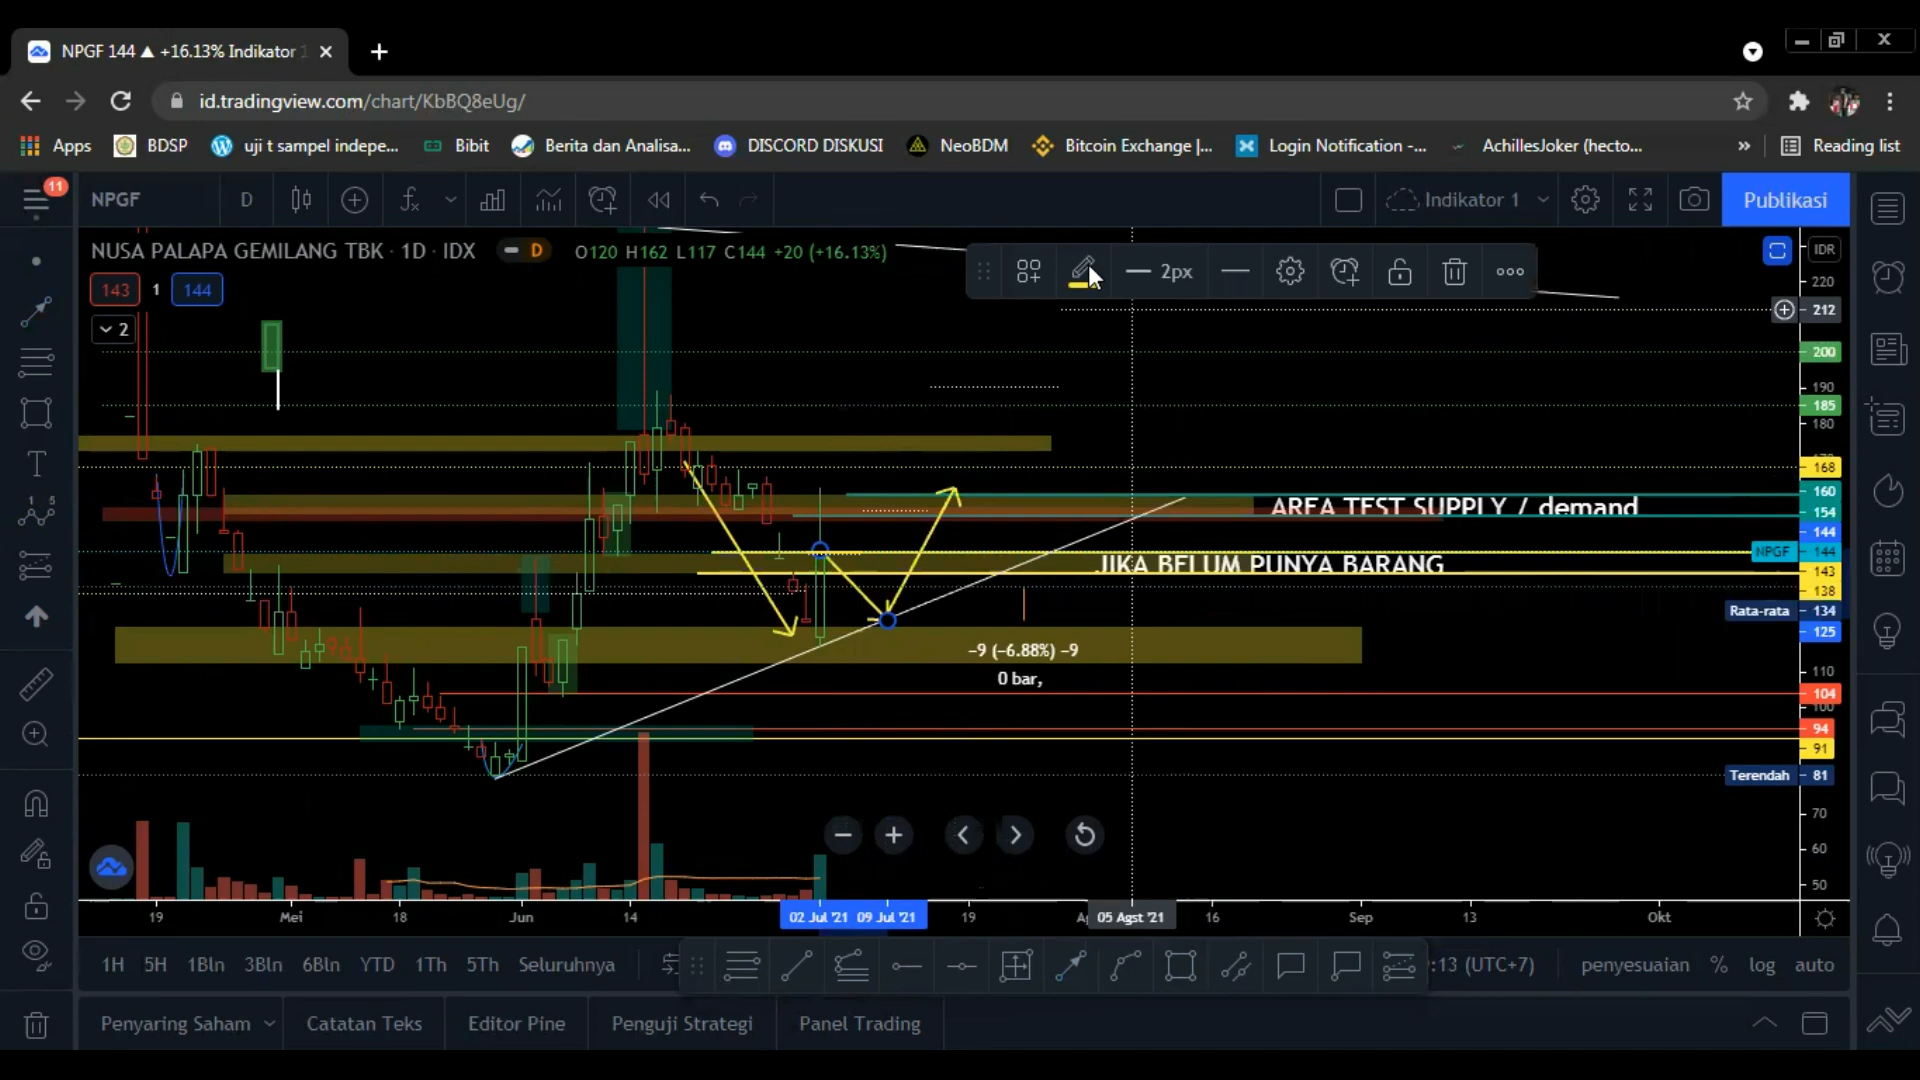 NPGF 144 ▲ +16.13% Indikator 1
id.tradingview.com/chart/KbBQ8eUg/
Apps BDSP uji t sampel indepe... Bibit Berita dan Analisa... DISCORD DISKUSI NeoBDM Bitcoin Exchange |... Login Notification -... AchillesJoker (hecto... » Reading list
11
NPGF D Indikator 1 Publikasi
NUSA PALAPA GEMILANG TBK · 1D · IDX D O120 H162 L117 C144 +20 (+16.13%) IDR
143 1 144
2px
2
220
212
200
190
185
180
168
160
AREA TEST SUPPLY / demand
154
144
NPGF 144
JIKA BELUM PUNYA BARANG
143
138
Rata-rata 134
125
−9 (−6.88%) −9
0 bar,
110
104
100
94
91
Terendah 81
70
60
50
19 Mei 18 Jun 14 02 Jul '21 09 Jul '21 19 05 Agst '21 16 Sep 13 Okt
1H 5H 1Bln 3Bln 6Bln YTD 1Th 5Th Seluruhnya :13 (UTC+7) penyesuaian % log auto
Penyaring Saham Catatan Teks Editor Pine Penguji Strategi Panel Trading